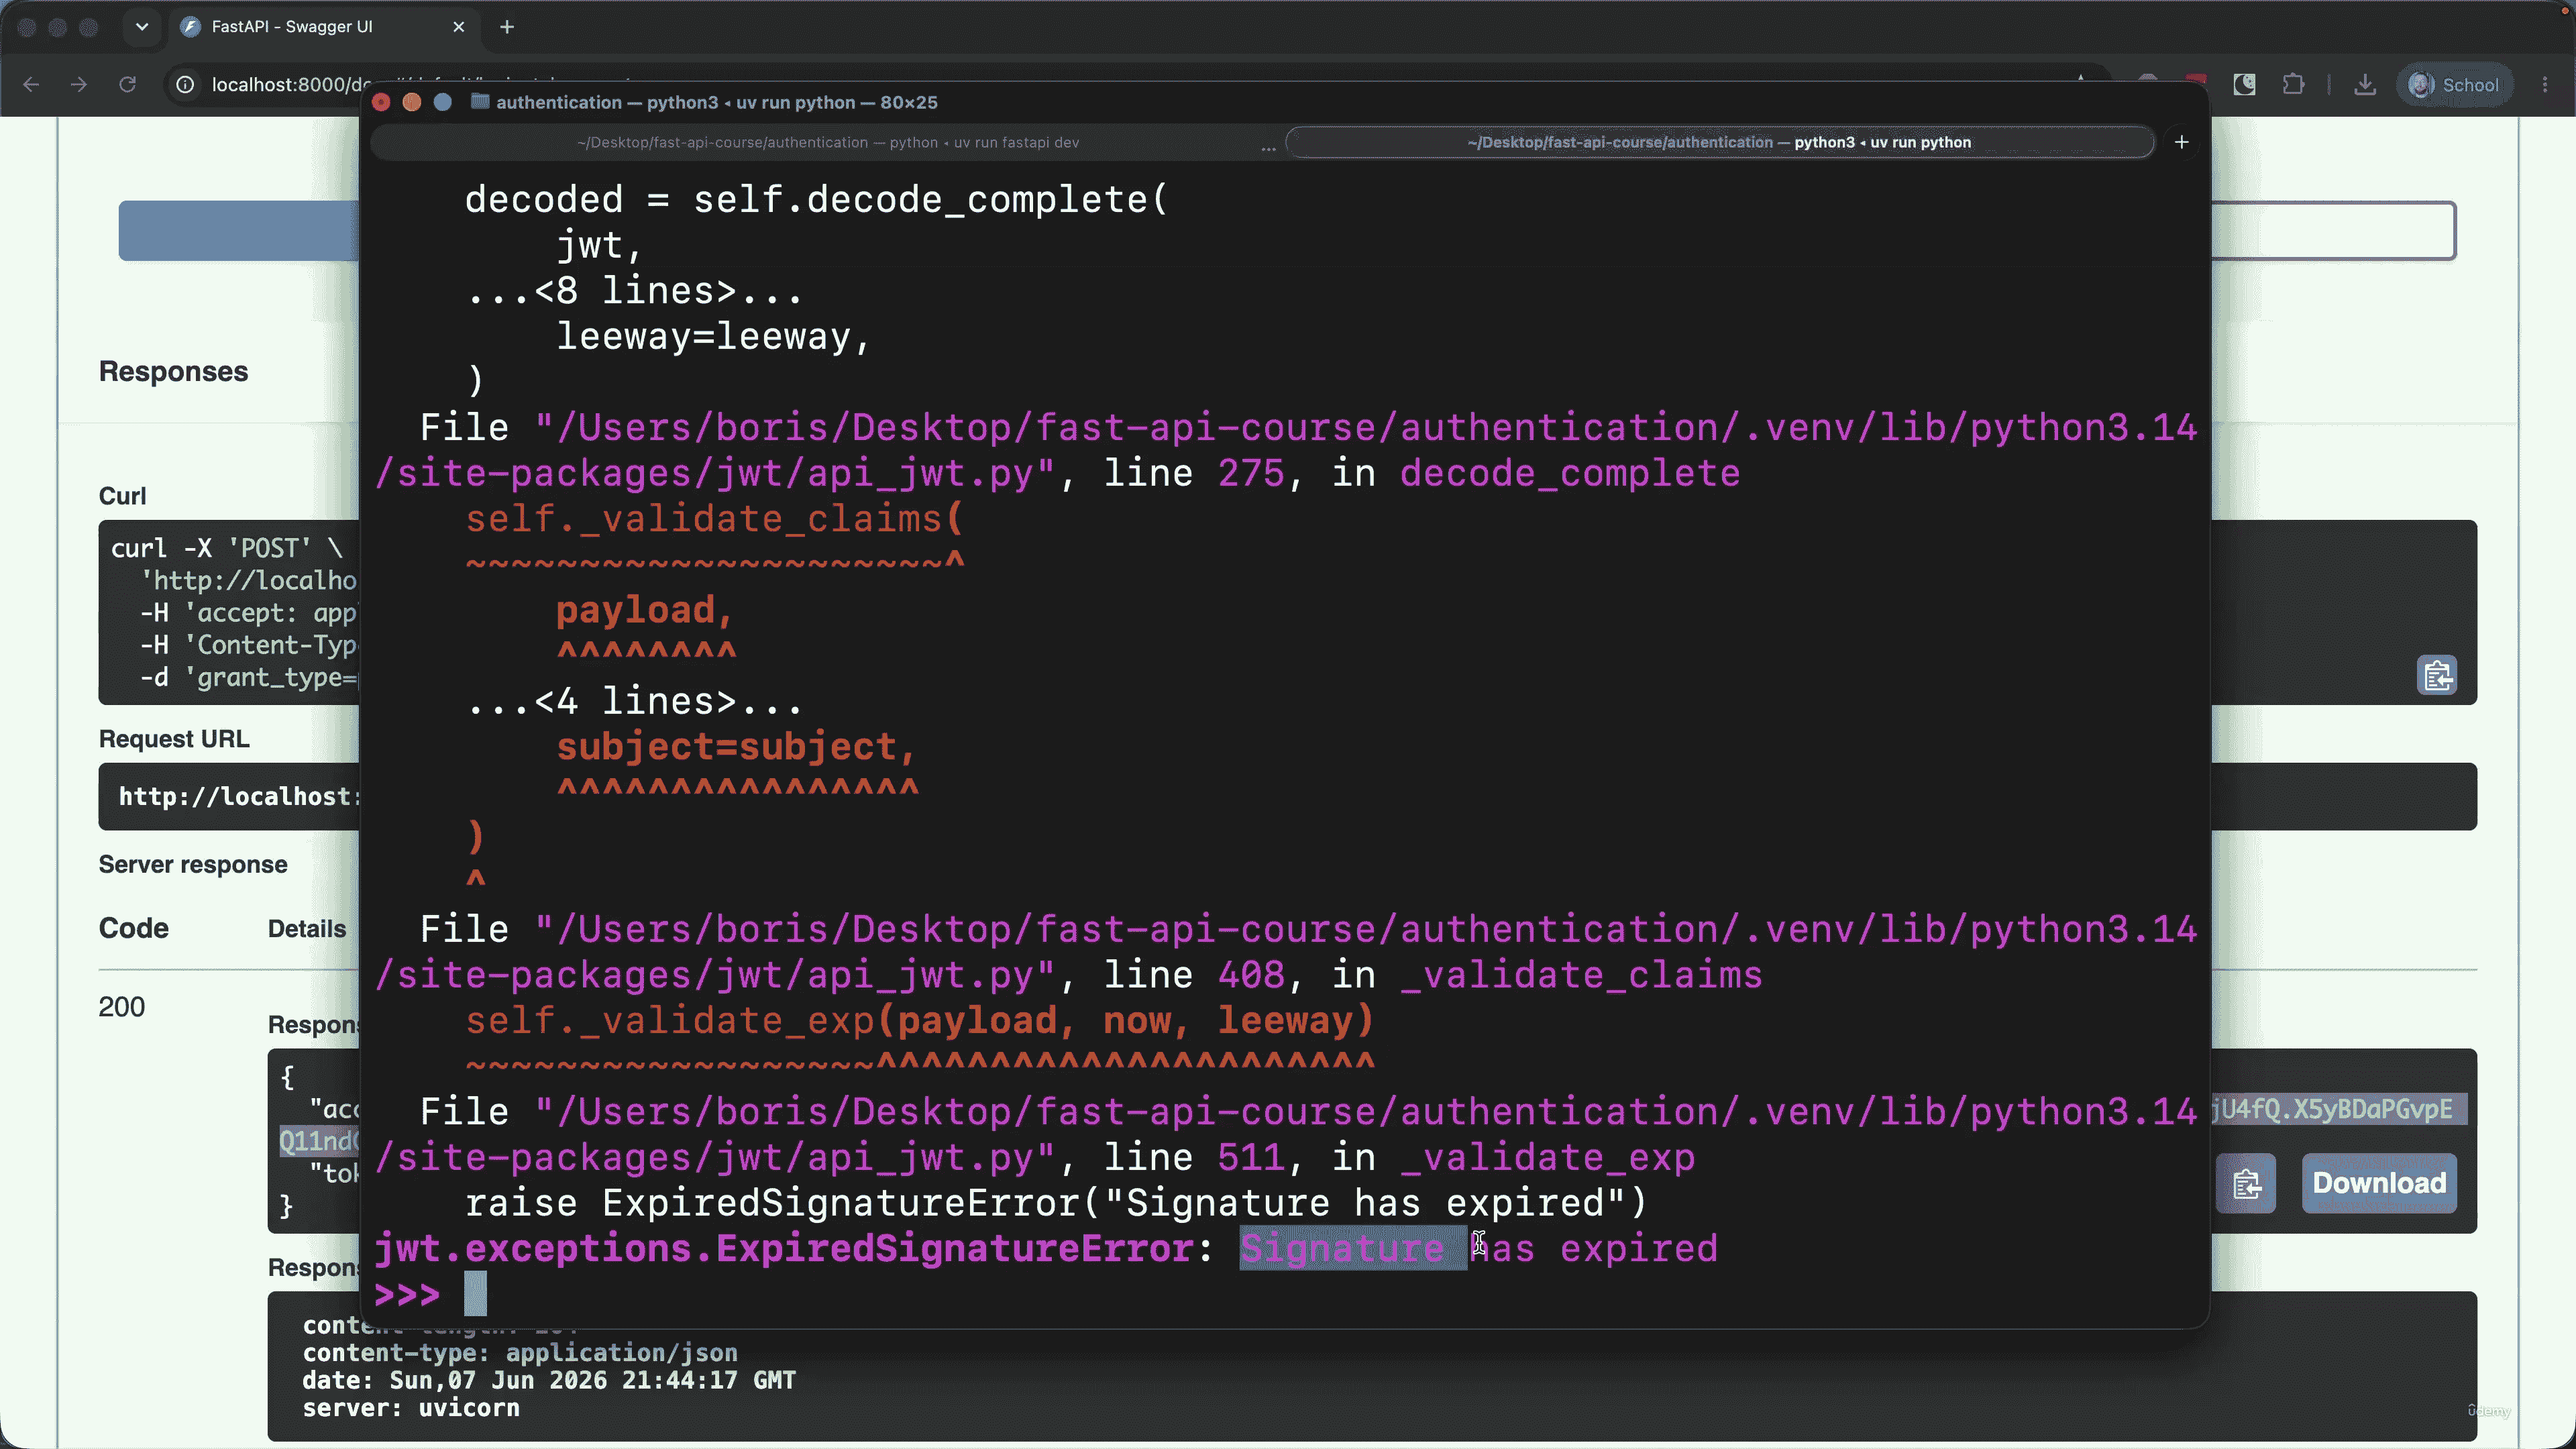 FastAPI - Swagger UI
localhost:8000/do
School
authentication — python3 ◂ uv run python — 80×25
~/Desktop/fast-api-course/authentication — python ◂ uv run fastapi dev
...
~/Desktop/fast-api-course/authentication — python3 ◂ uv run python
decoded = self.decode_complete(
jwt,
...<8 lines>...
leeway=leeway,
)
File "/Users/boris/Desktop/fast-api-course/authentication/.venv/lib/python3.14
/site-packages/jwt/api_jwt.py", line 275, in decode_complete
self._validate_claims(
~~~~~~~~~~~~~~~~~~~~~^
payload,
^^^^^^^^
...<4 lines>...
subject=subject,
^^^^^^^^^^^^^^^^
)
^
File "/Users/boris/Desktop/fast-api-course/authentication/.venv/lib/python3.14
/site-packages/jwt/api_jwt.py", line 408, in _validate_claims
self._validate_exp(payload, now, leeway)
~~~~~~~~~~~~~~~~~~^^^^^^^^^^^^^^^^^^^^^^
File "/Users/boris/Desktop/fast-api-course/authentication/.venv/lib/python3.14
/site-packages/jwt/api_jwt.py", line 511, in _validate_exp
raise ExpiredSignatureError("Signature has expired")
jwt.exceptions.ExpiredSignatureError: Signature has expired
>>>
Responses
Curl
curl -X 'POST' \
'http://localho
-H 'accept: app
-H 'Content-Typ
-d 'grant_type=
Request URL
http://localhost:
Server response
Code Details
200
Respon
{
"acc
jU4fQ.X5yBDaPGvpE
Q11nd
"tok
}
Download
Respon
content-length:
content-type: application/json
date: Sun,07 Jun 2026 21:44:17 GMT
server: uvicorn
ûdemy